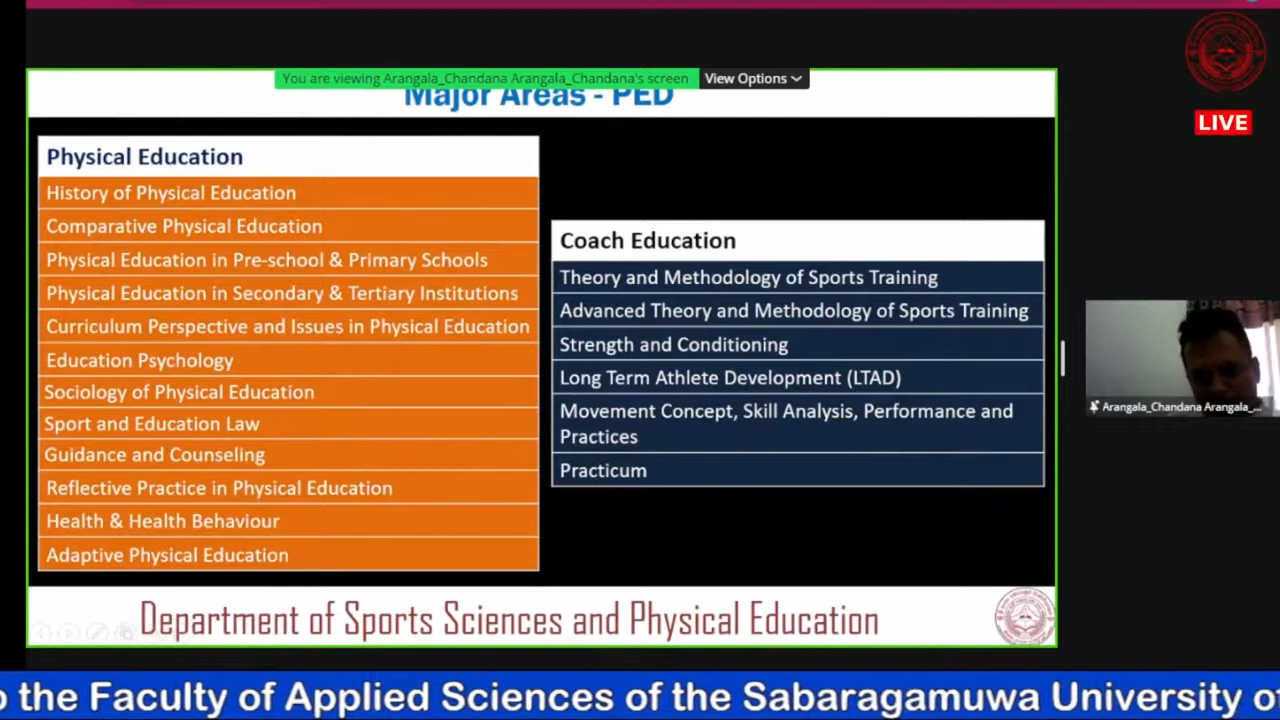 You are viewing Arangala_Chandana Arangala_Chandana's screen
View Options
Major Areas - PED
LIVE
Physical Education
History of Physical Education
Comparative Physical Education
Physical Education in Pre-school & Primary Schools
Physical Education in Secondary & Tertiary Institutions
Curriculum Perspective and Issues in Physical Education
Education Psychology
Sociology of Physical Education
Sport and Education Law
Guidance and Counseling
Reflective Practice in Physical Education
Health & Health Behaviour
Adaptive Physical Education
Coach Education
Theory and Methodology of Sports Training
Advanced Theory and Methodology of Sports Training
Strength and Conditioning
Long Term Athlete Development (LTAD)
Movement Concept, Skill Analysis, Performance and
Practices
Practicum
Arangala_Chandana Arangala_...
Department of Sports Sciences and Physical Education
o the Faculty of Applied Sciences of the Sabaragamuwa University of